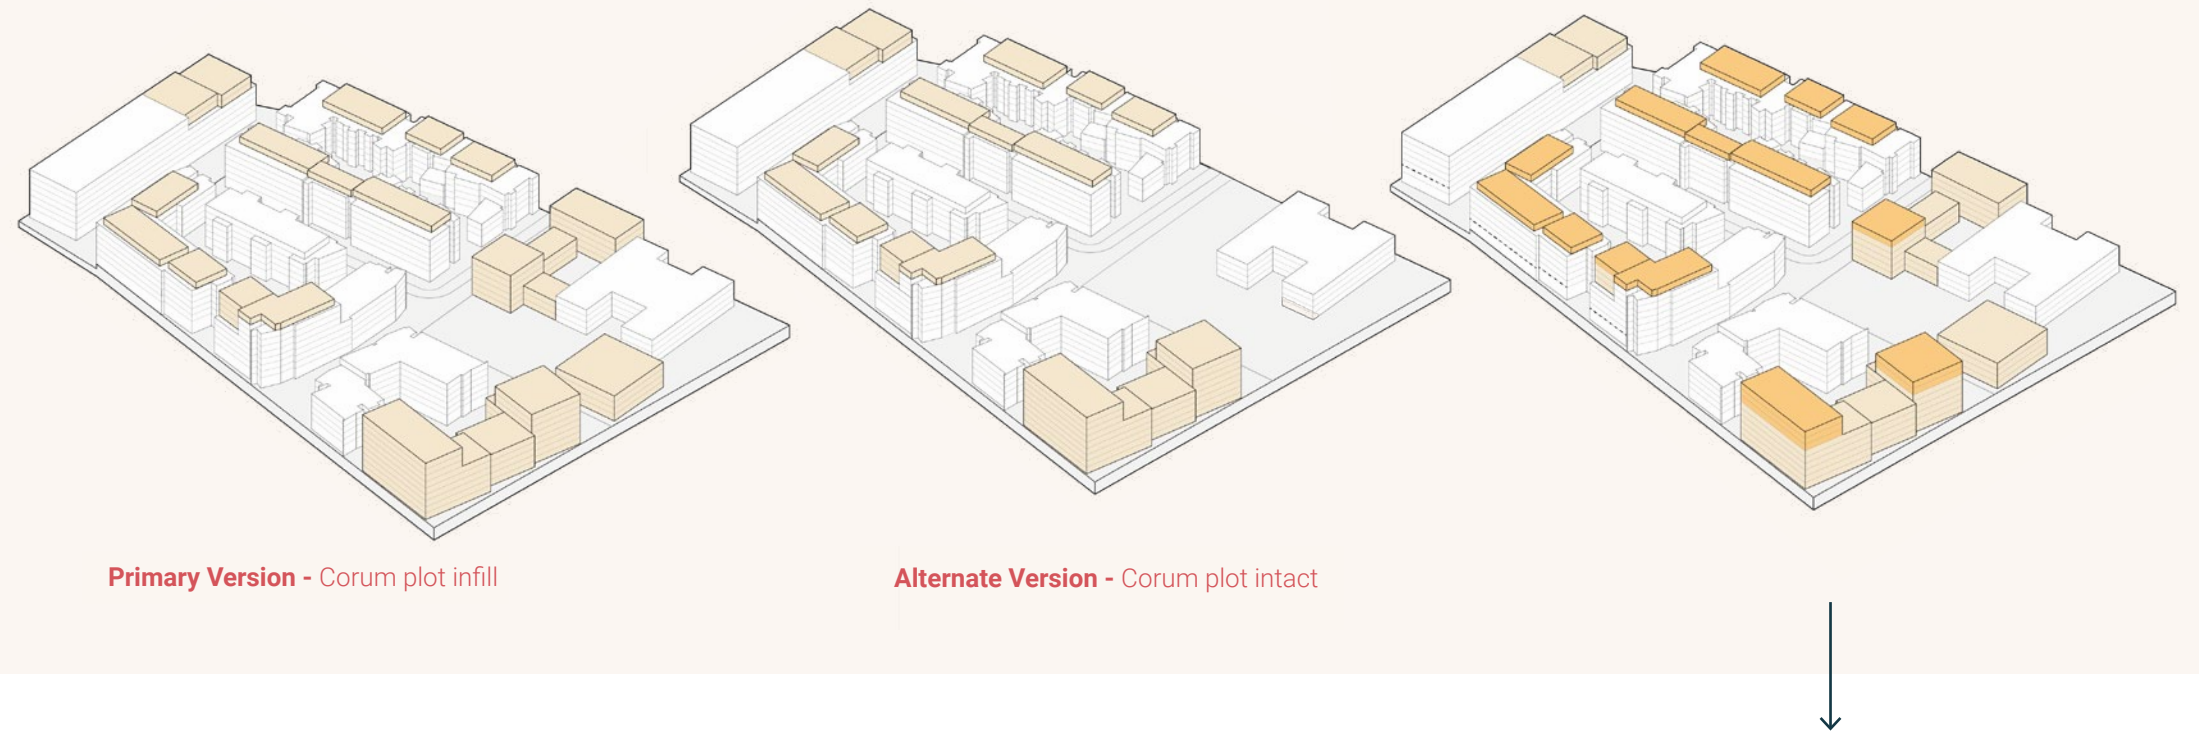 Primary Version - Corum plot infill
Alternate Version - Corum plot intact